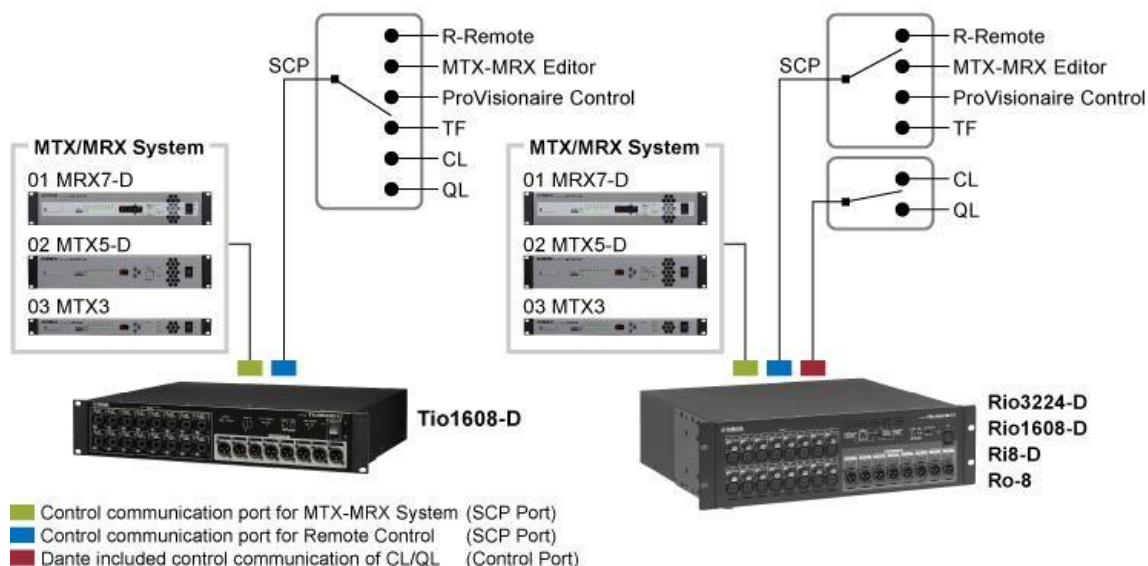 R-Remote
MTX-MRX Editor
ProVisionaire Control
TF
CL
QL
SCP
MTX/MRX System
01 MRX7-D
02 MTX5-D
03 MTX3
Tio1608-D
R-Remote
MTX-MRX Editor
ProVisionaire Control
TF
SCP
CL
QL
MTX/MRX System
01 MRX7-D
02 MTX5-D
03 MTX3
Rio3224-D
Rio1608-D
Ri8-D
Ro-8
Control communication port for MTX-MRX System (SCP Port)
Control communication port for Remote Control (SCP Port)
Dante included control communication of CL/QL (Control Port)